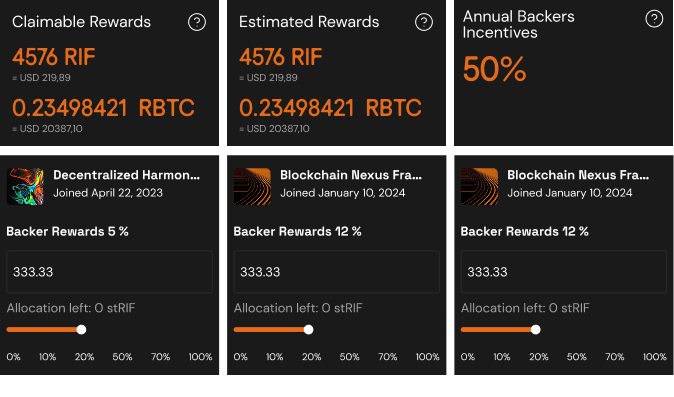 Claimable Rewards ?
4576 RIF
= USD 219,89
0.23498421 RBTC
= USD 20387,10
Estimated Rewards ?
4576 RIF
= USD 219,89
0.23498421 RBTC
= USD 20387,10
Annual Backers
Incentives ?
50%
Decentralized Harmon...
Joined April 22, 2023
Backer Rewards 5 %
333.33
Allocation left: 0 stRIF
0% 10% 20% 50% 70% 100%
Blockchain Nexus Fra...
Joined January 10, 2024
Backer Rewards 12 %
333.33
Allocation left: 0 stRIF
0% 10% 20% 50% 70% 100%
Blockchain Nexus Fra...
Joined January 10, 2024
Backer Rewards 12 %
333.33
Allocation left: 0 stRIF
0% 10% 20% 50% 70% 100%